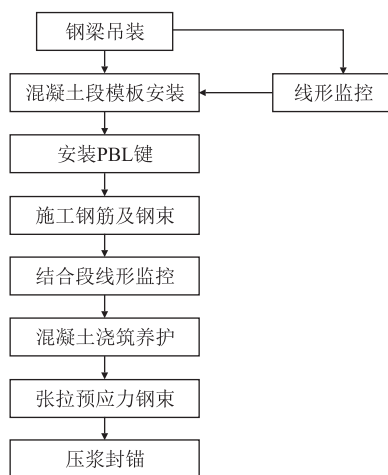 钢梁吊装
混凝土段模板安装
线形监控
安装PBL键
施工钢筋及钢束
结合段线形监控
混凝土浇筑养护
张拉预应力钢束
压浆封锚